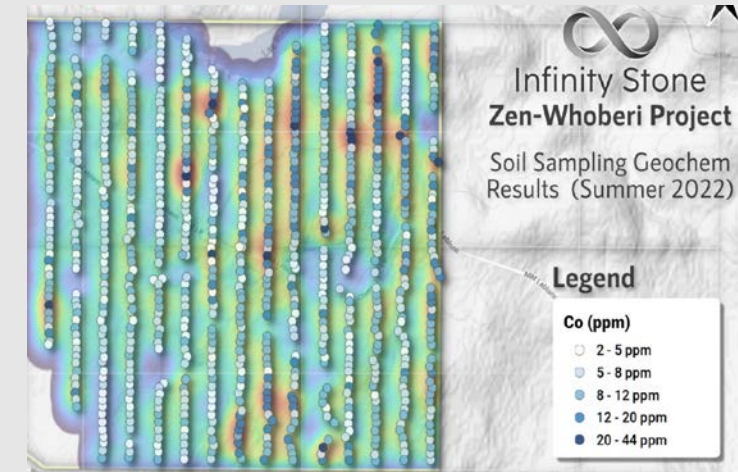 Infinity Stone
Zen-Whoberi Project
Soil Sampling Geochem
Results (Summer 2022)
Legend
Co (ppm)
2 - 5 ppm
5 - 8 ppm
8 - 12 ppm
12 - 20 ppm
20 - 44 ppm